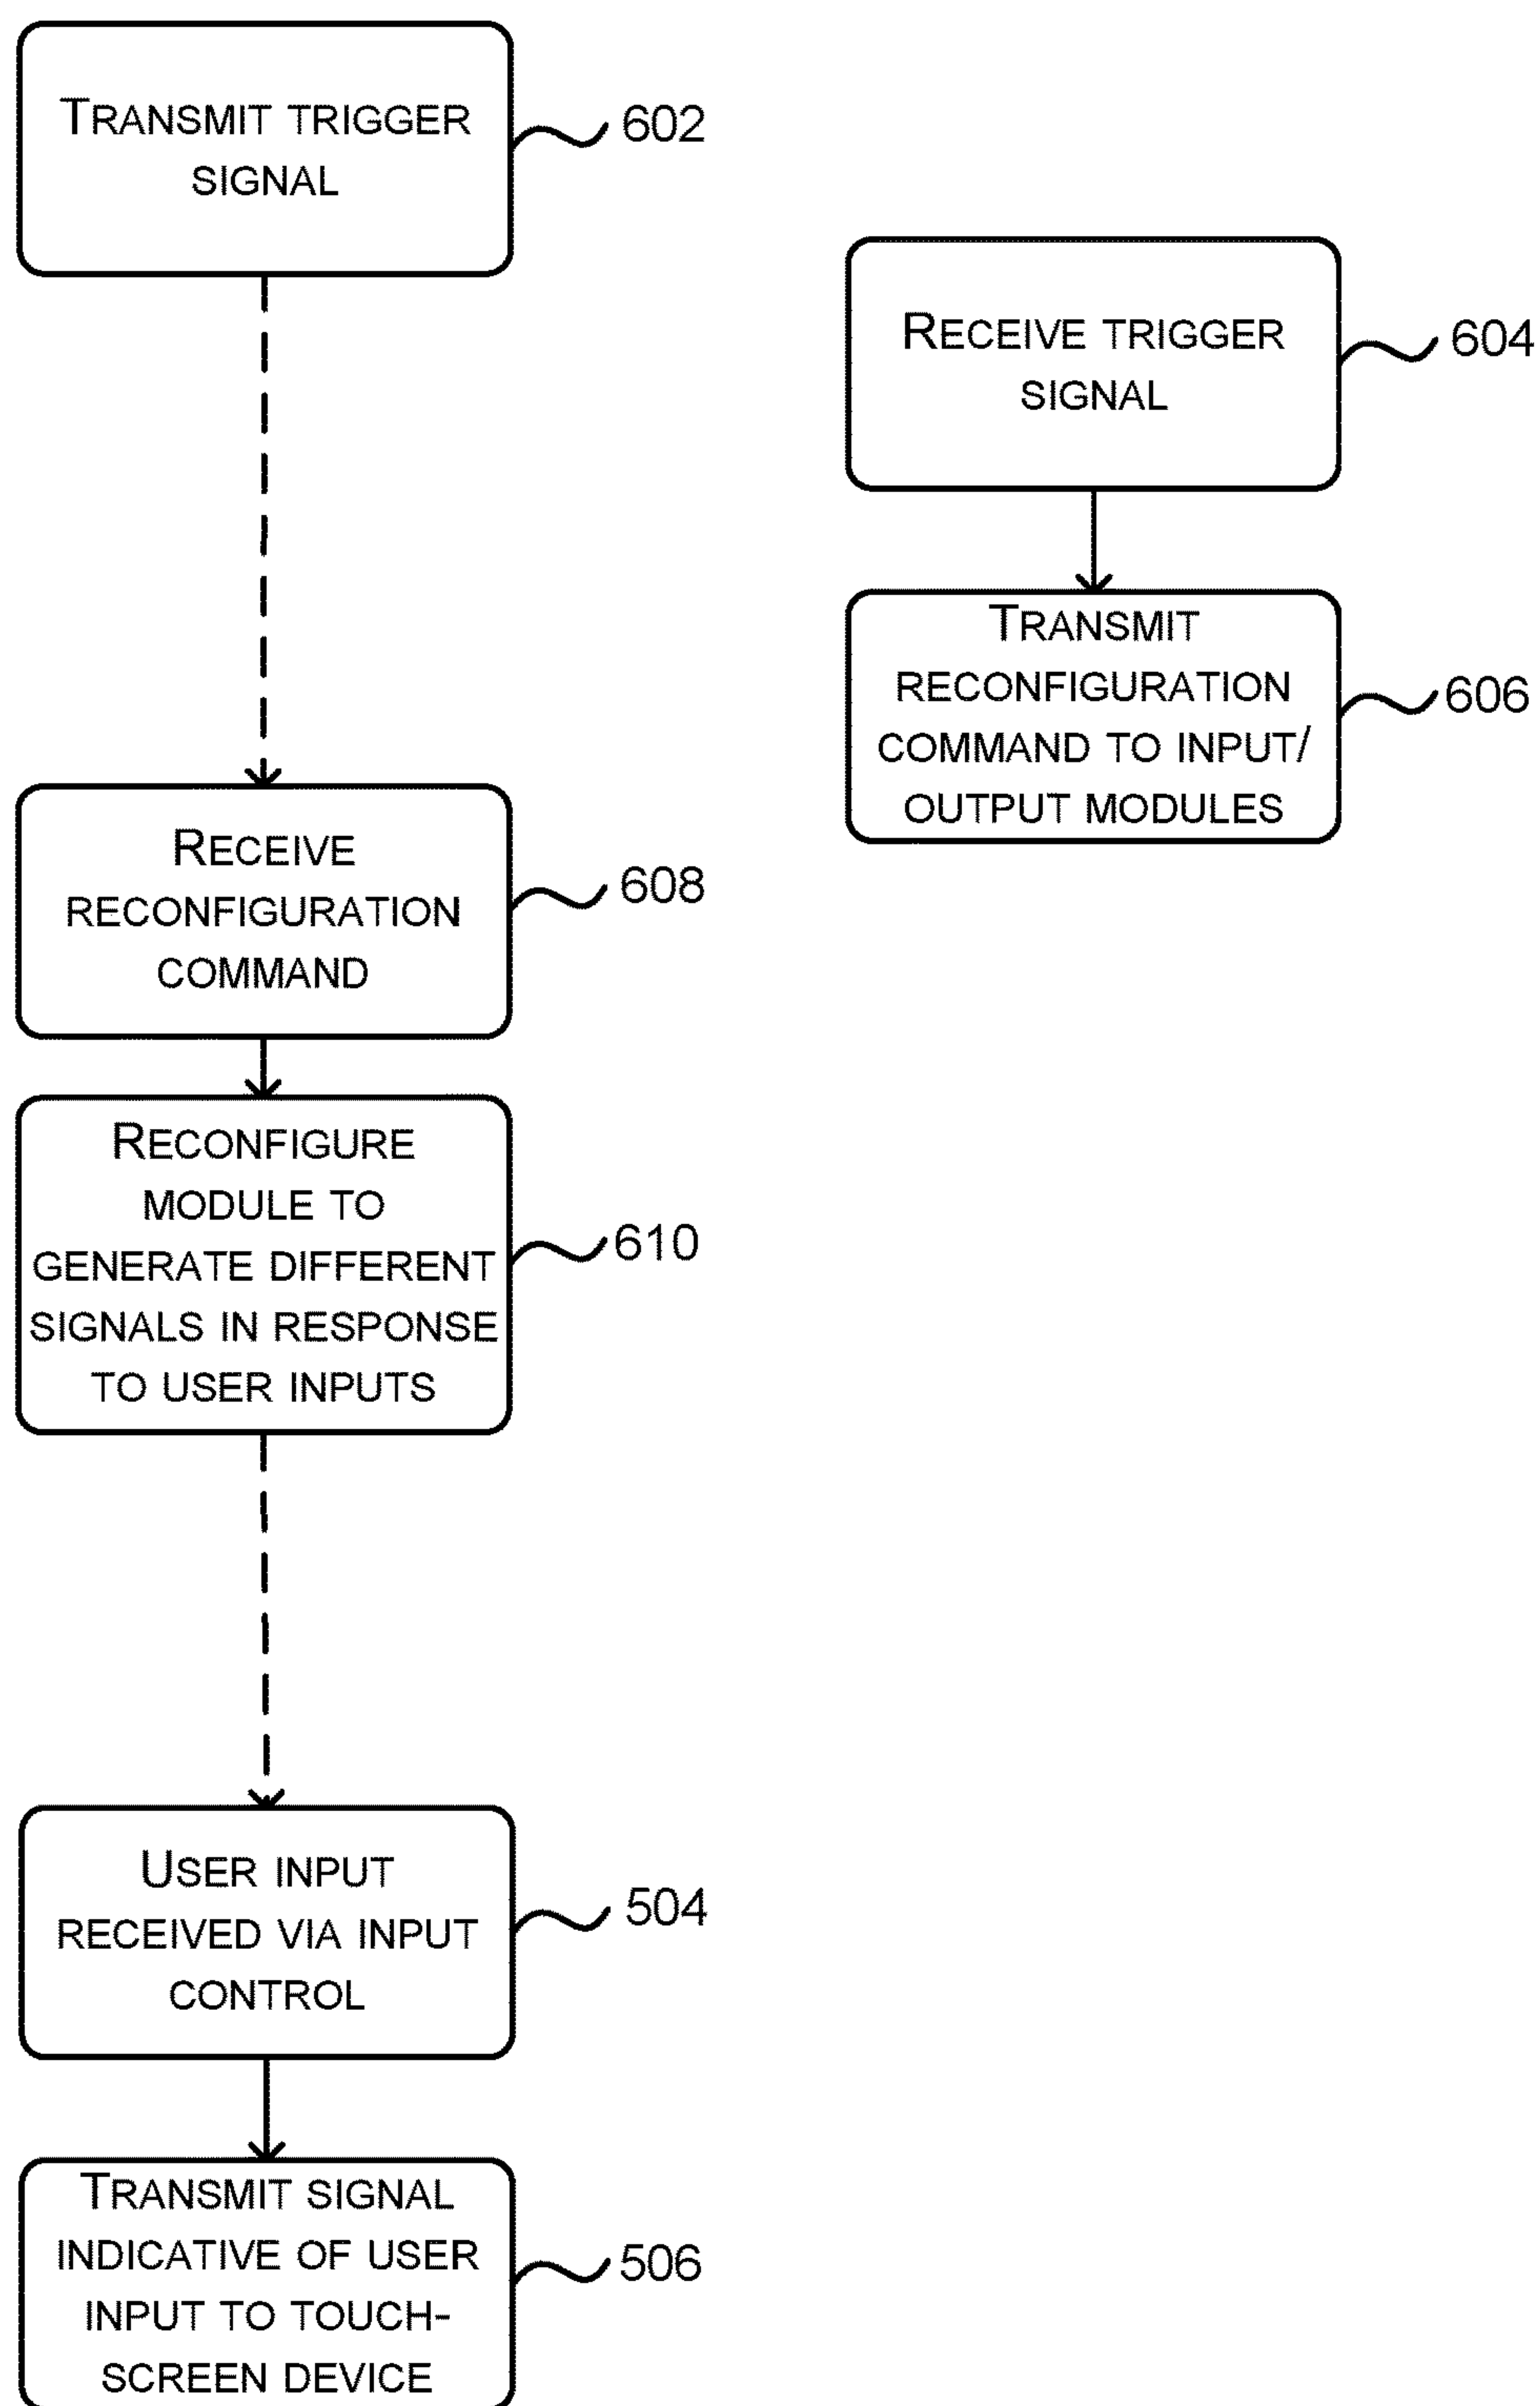 TRANSMIT TRIGGER
SIGNAL
602
RECEIVE TRIGGER
SIGNAL
604
TRANSMIT
RECONFIGURATION
COMMAND TO INPUT/
OUTPUT MODULES
606
RECEIVE
RECONFIGURATION
COMMAND
608
RECONFIGURE
MODULE TO
GENERATE DIFFERENT
SIGNALS IN RESPONSE
TO USER INPUTS
610
USER INPUT
RECEIVED VIA INPUT
CONTROL
504
TRANSMIT SIGNAL
INDICATIVE OF USER
INPUT TO TOUCH-
SCREEN DEVICE
506